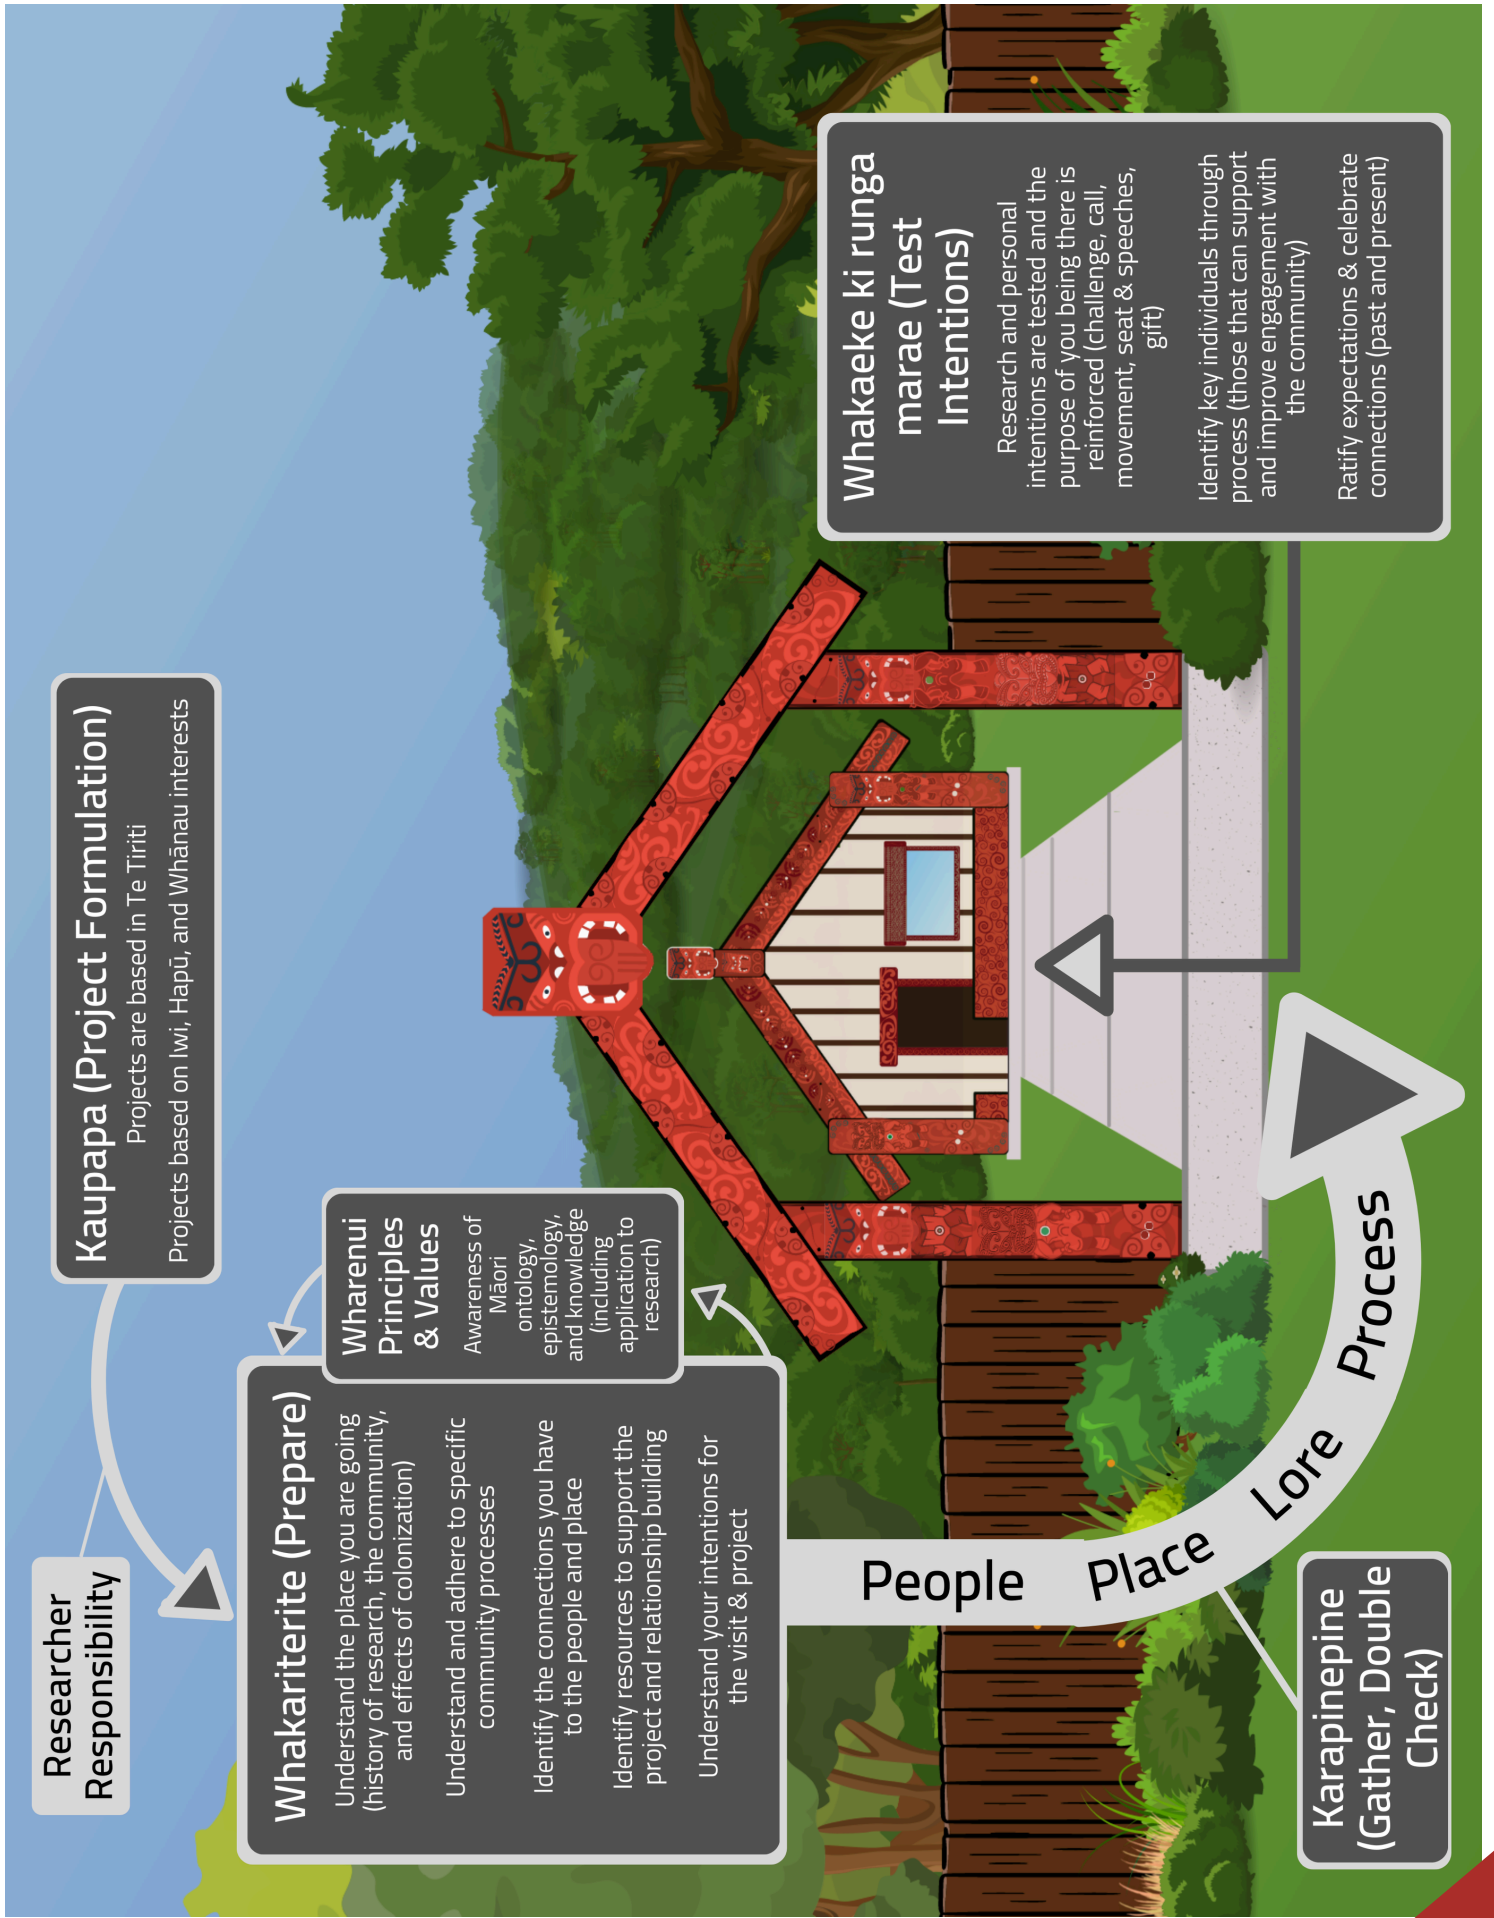 Researcher
Responsibility
Kaupapa (Project Formulation)
Projects are based in Te Tiriti
Projects based on Iwi, Hapū, and Whānau interests
Whakariterite (Prepare)
Understand the place you are going
(history of research, the community,
and effects of colonization)
Understand and adhere to specific
community processes
Identify the connections you have
to the people and place
Identify resources to support the
project and relationship building
Understand your intentions for
the visit & project
Wharenui
Principles
& Values
Awareness of
Māori
ontology,
epistemology,
and knowledge
(including
application to
research)
People
Place
Lore
Process
Karapinepine
(Gather, Double
Check)
Whakaeke ki runga
marae (Test
Intentions)
Research and personal
intentions are tested and the
purpose of you being there is
reinforced (challenge, call,
movement, seat & speeches,
gift)
Identify key individuals through
process (those that can support
and improve engagement with
the community)
Ratify expectations & celebrate
connections (past and present)